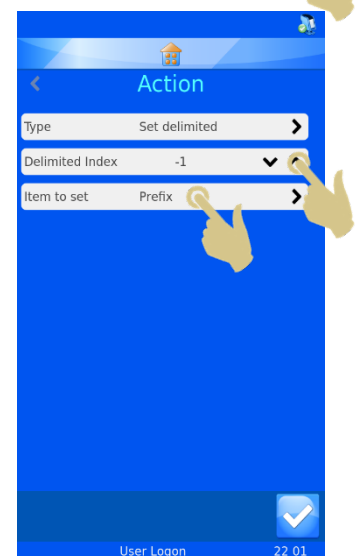 Action
Type Set delimited
Delimited Index -1
Item to set Prefix
User Logon 22 01